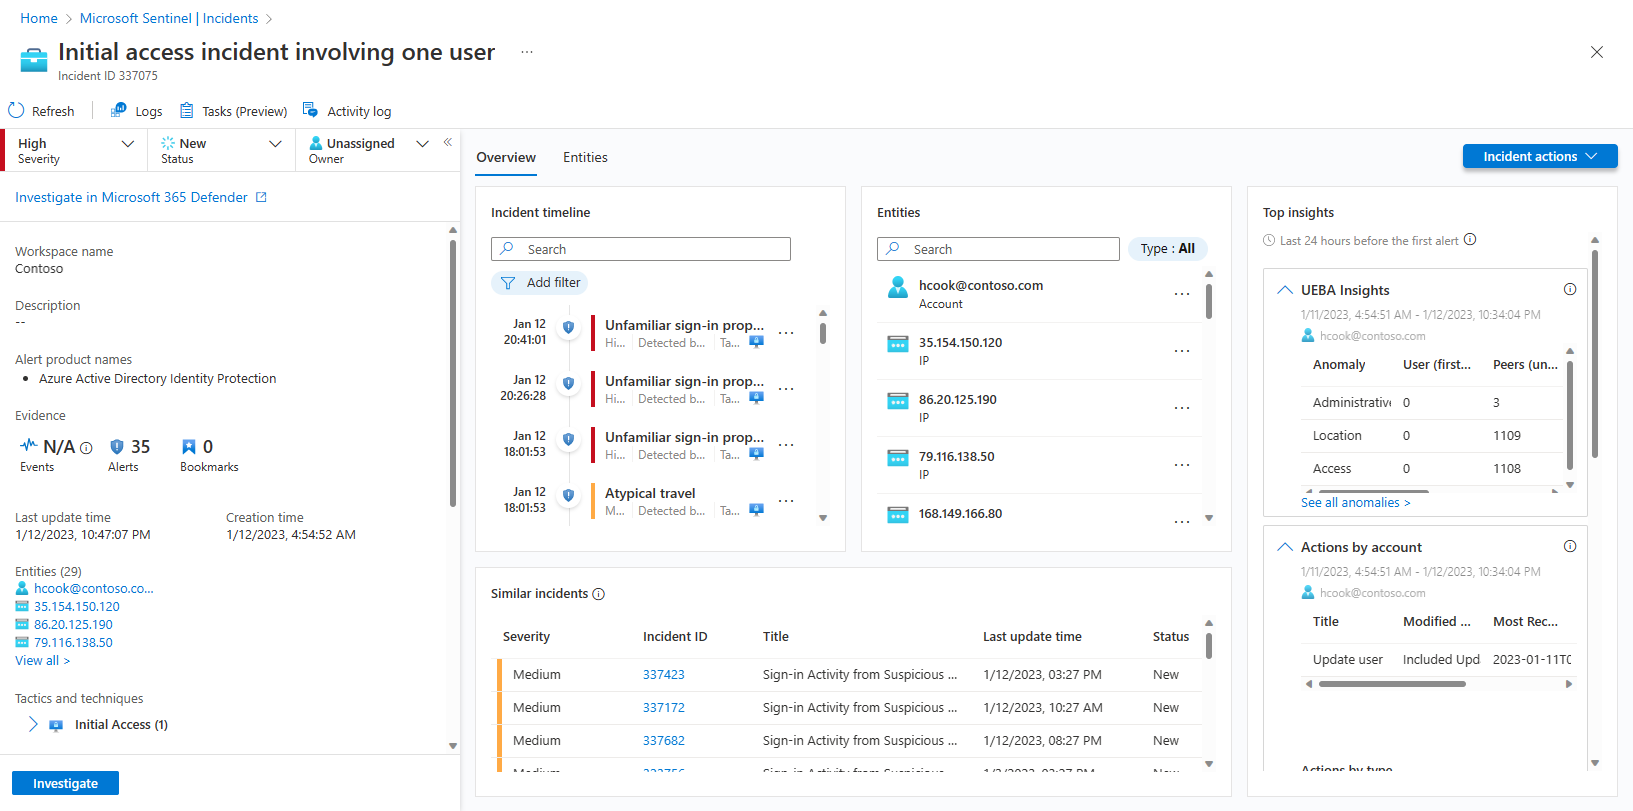 Home > Microsoft Sentinel | Incidents >
Initial access incident involving one user ...
Incident ID 337075
Refresh Logs Tasks (Preview) Activity log
High
Severity
New
Status
Unassigned
Owner
«
Investigate in Microsoft 365 Defender
Workspace name
Contoso
Description
--
Alert product names
• Azure Active Directory Identity Protection
Evidence
N/A
Events
35
Alerts
0
Bookmarks
Last update time
1/12/2023, 10:47:07 PM
Creation time
1/12/2023, 4:54:52 AM
Entities (29)
hcook@contoso.co...
35.154.150.120
86.20.125.190
79.116.138.50
View all >
Tactics and techniques
Initial Access (1)
Investigate
Overview Entities
Incident actions
Incident timeline
Search
Add filter
Jan 12
20:41:01
Unfamiliar sign-in prop...
Hi... Detected b... Ta...
Jan 12
20:26:28
Unfamiliar sign-in prop...
Hi... Detected b... Ta...
Jan 12
18:01:53
Unfamiliar sign-in prop...
Hi... Detected b... Ta...
Jan 12
18:01:53
Atypical travel
M... Detected b... Ta...
Entities
Search
Type : All
hcook@contoso.com
Account
35.154.150.120
IP
86.20.125.190
IP
79.116.138.50
IP
168.149.166.80
Similar incidents
Severity Incident ID Title Last update time Status
Medium 337423 Sign-in Activity from Suspicious ... 1/12/2023, 03:27 PM New
Medium 337172 Sign-in Activity from Suspicious ... 1/12/2023, 10:27 AM New
Medium 337682 Sign-in Activity from Suspicious ... 1/12/2023, 08:27 PM New
Top insights
Last 24 hours before the first alert
UEBA Insights
1/11/2023, 4:54:51 AM - 1/12/2023, 10:34:04 PM
hcook@contoso.com
Anomaly User (first... Peers (un...
Administrative 0 3
Location 0 1109
Access 0 1108
See all anomalies >
Actions by account
1/11/2023, 4:54:51 AM - 1/12/2023, 10:34:04 PM
hcook@contoso.com
Title Modified ... Most Rec...
Update user Included Upd 2023-01-11T0
Actions by type